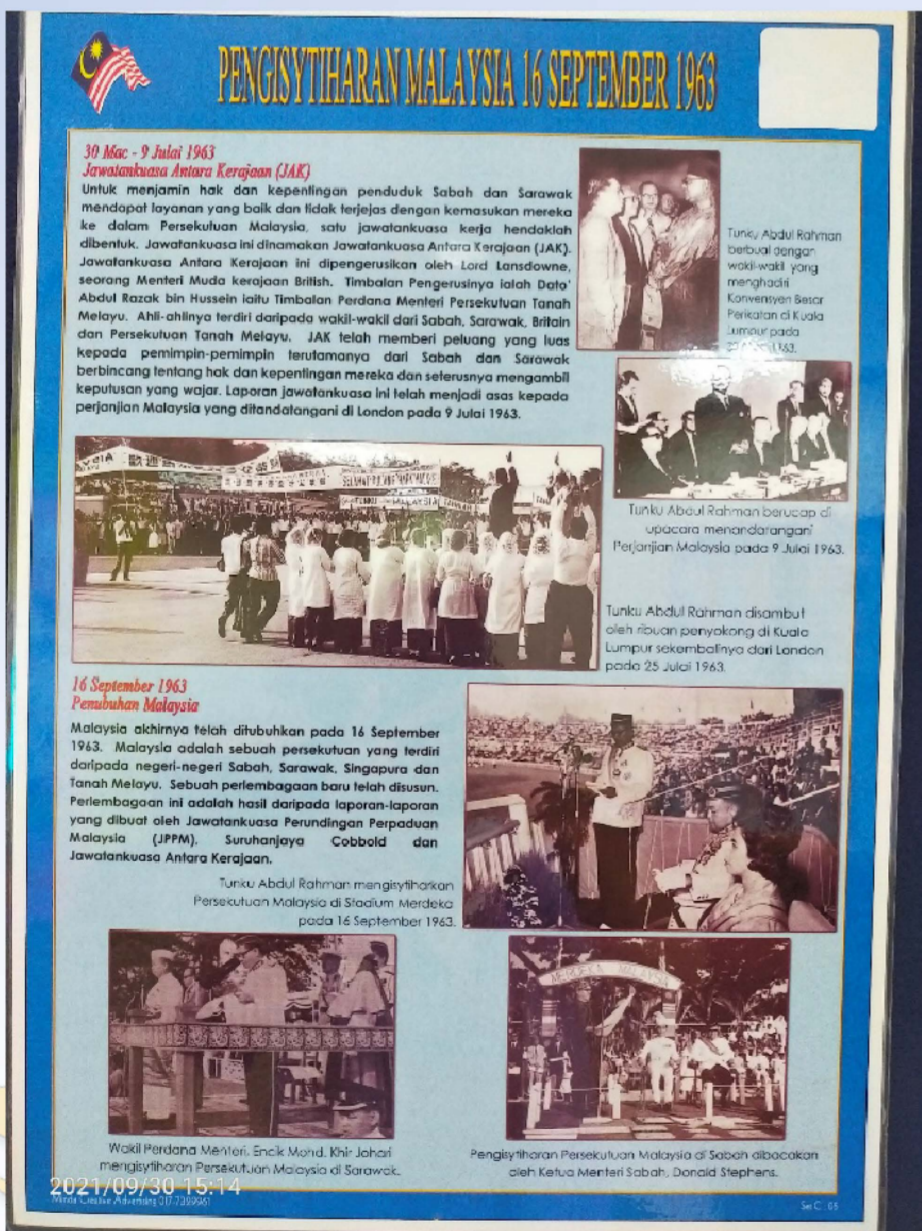 PENGISYTIHARAN MALAYSIA 16 SEPTEMBER 1963
30 Mac - 9 Julai 1963
Jawatankuasa Antara Kerajaan (JAK)
Untuk menjamin hak dan kepentingan penduduk Sabah dan Sarawak
mendapat layanan yang baik dan tidak terjejas dengan kemasukan mereka
ke dalam Persekutuan Malaysia, satu jawatankuasa kerja hendaklah
dibentuk. Jawatankuasa ini dinamakan Jawatankuasa Antara Kerajaan (JAK).
Jawatankuasa Antara Kerajaan ini dipengerusikan oleh Lord Lansdowne,
seorang Menteri Muda kerajaan British. Timbalan Pengerusinya ialah Dato'
Abdul Razak bin Hussein iaitu Timbalan Perdana Menteri Persekutuan Tanah
Melayu. Ahli-ahlinya terdiri daripada wakil-wakil dari Sabah, Sarawak, Britain
dan Persekutuan Tanah Melayu. JAK telah memberi peluang yang luas
kepada pemimpin-pemimpin terutamanya dari Sabah dan Sarawak
berbincang tentang hak dan kepentingan mereka dan seterusnya mengambil
keputusan yang wajar. Laporan jawatankuasa ini telah menjadi asas kepada
perjanjian Malaysia yang ditandatangani di London pada 9 Julai 1963.
Tunku Abdul Rahman
berbual dengan
wakil-wakil yang
menghadiri
Konvensyen Besar
Perikatan di Kuala
Lumpur pada
Tunku Abdul Rahman berucap di
upacara menandatangani
Perjanjian Malaysia pada 9 Julai 1963.
Tunku Abdul Rahman disambut
oleh ribuan penyokong di Kuala
Lumpur sekembalinya dari London
pada 25 Julai 1963.
16 September 1963
Penubuhan Malaysia
Malaysia akhirnya telah ditubuhkan pada 16 September
1963. Malaysia adalah sebuah persekutuan yang terdiri
daripada negeri-negeri Sabah, Sarawak, Singapura dan
Tanah Melayu. Sebuah perlembagaan baru telah disusun.
Perlembagaan ini adalah hasil daripada laporan-laporan
yang dibuat oleh Jawatankuasa Perundingan Perpaduan
Malaysia (JPPM), Suruhanjaya Cobbold dan
Jawatankuasa Antara Kerajaan.
Tunku Abdul Rahman mengisytiharkan
Persekutuan Malaysia di Stadium Merdeka
pada 16 September 1963.
MERDEKA MALAYSIA
Wakil Perdana Menteri, Encik Mohd. Khir Johari
mengisytiharan Persekutuan Malaysia di Sarawak.
Pengisytiharan Persekutuan Malaysia di Sabah dibacakan
oleh Ketua Menteri Sabah, Donald Stephens.
2021/09/30 15:14